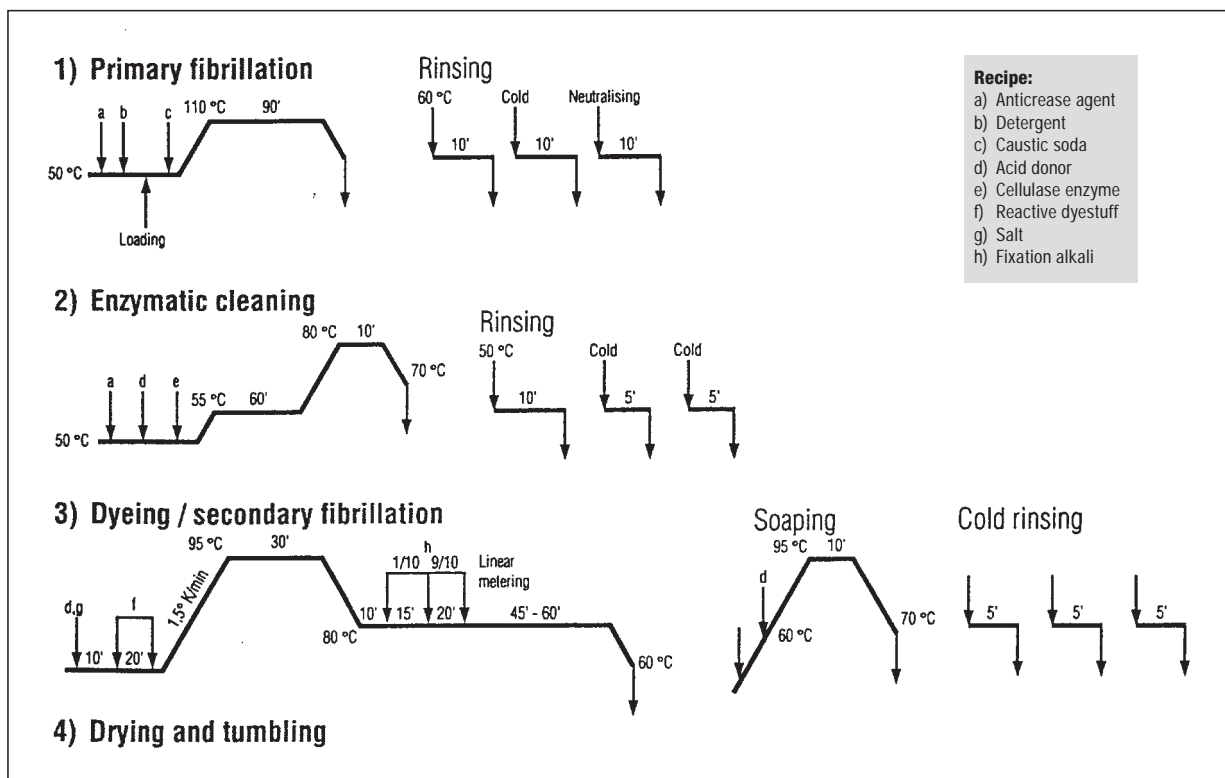 1) Primary fibrillation
a b c 110 °C 90'
50 °C
Loading
Rinsing
60 °C Cold Neutralising
10' 10' 10'
Recipe:
a) Anticrease agent
b) Detergent
c) Caustic soda
d) Acid donor
e) Cellulase enzyme
f) Reactive dyestuff
g) Salt
h) Fixation alkali
2) Enzymatic cleaning
80 °C 10'
70 °C
a d e 55 °C 60'
50 °C
Rinsing
50 °C Cold Cold
10' 5' 5'
3) Dyeing / secondary fibrillation
95 °C 30'
h
1/10 9/10 Linear
metering
1,5° K/min
d,g f
10' 20'
10' 15' 20' 45' - 60'
80 °C
60 °C
Soaping
95 °C 10'
d
60 °C
70 °C
Cold rinsing
5' 5' 5'
4) Drying and tumbling